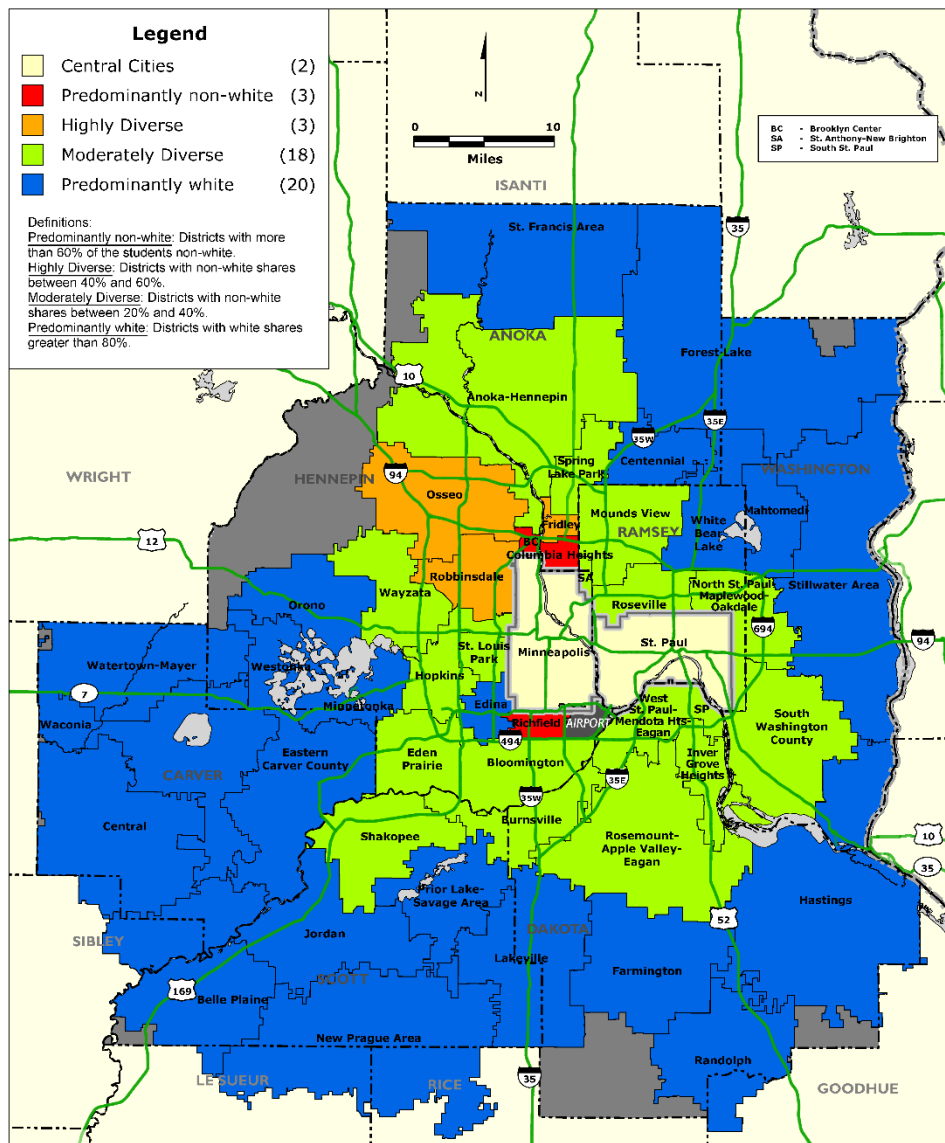 Legend
Central Cities (2)
Predominantly non-white (3)
Highly Diverse (3)
Moderately Diverse (18)
Predominantly white (20)
Definitions:
Predominantly non-white: Districts with more
than 60% of the students non-white.
Highly Diverse: Districts with non-white shares
between 40% and 60%.
Moderately Diverse: Districts with non-white
shares between 20% and 40%.
Predominantly white: Districts with white shares
greater than 80%.
N
0 10
Miles
BC - Brooklyn Center
SA - St. Anthony-New Brighton
SP - South St. Paul
ISANTI
35
St. Francis Area
ANOKA
Forest Lake
10
Anoka-Hennepin
35W
35E
Spring
Lake Park
Centennial
WASHINGTON
WRIGHT
HENNEPIN
94
Osseo
Mounds View
RAMSEY
White
Bear
Lake
Mahtomedi
Fridley
12
BC
Columbia Heights
SA
Robbinsdale
Wayzata
North St. Paul-
Maplewood-
Oakdale
Stillwater Area
Orono
Roseville
694
94
St. Louis
Park
Minneapolis
St. Paul
Watertown-Mayer
Westonka
Hopkins
7
Minnetonka
Edina
West
St. Paul-
Mendota Hts-
Eagan
SP
South
Washington
County
Waconia
Richfield
AIRPORT
494
Eastern
Carver County
Eden
Prairie
Bloomington
Inver
Grove
Heights
CARVER
35E
35W
Central
Burnsville
Shakopee
Rosemount-
Apple Valley-
Eagan
10
35
Prior Lake-
Savage Area
Hastings
52
SIBLEY
Jordan
DAKOTA
Lakeville
SCOTT
Farmington
169
Belle Plaine
New Prague Area
Randolph
LE SUEUR
RICE
35
GOODHUE